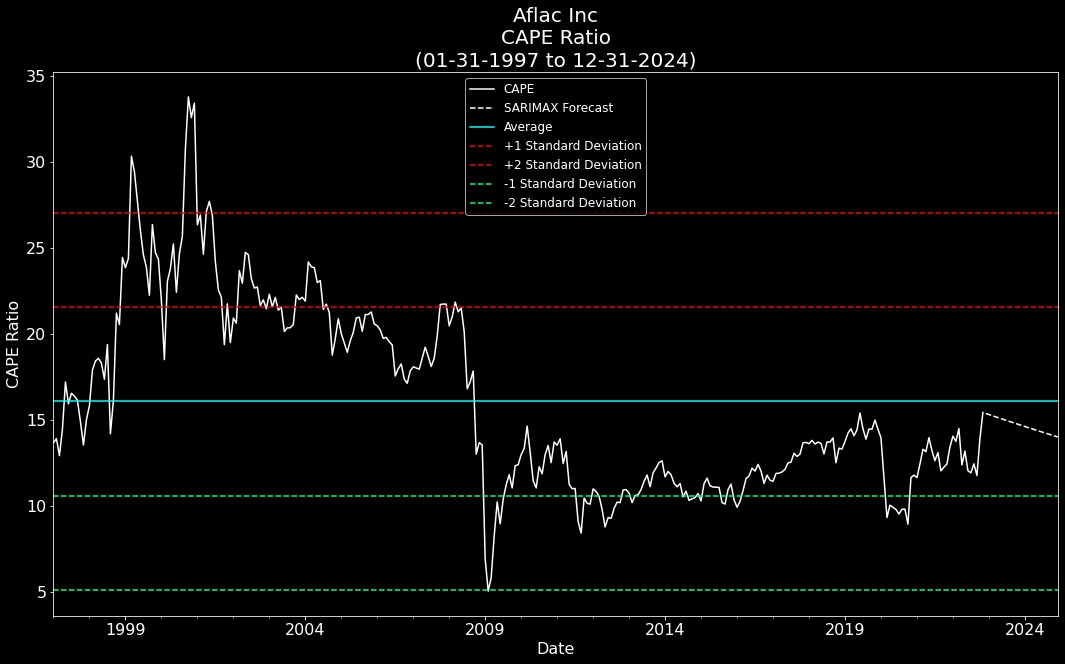 Aflac Inc
CAPE Ratio
(01-31-1997 to 12-31-2024)
CAPE
SARIMAX Forecast
Average
+1 Standard Deviation
+2 Standard Deviation
-1 Standard Deviation
-2 Standard Deviation
35
30
25
20
15
10
5
CAPE Ratio
1999 2004 2009 2014 2019 2024
Date